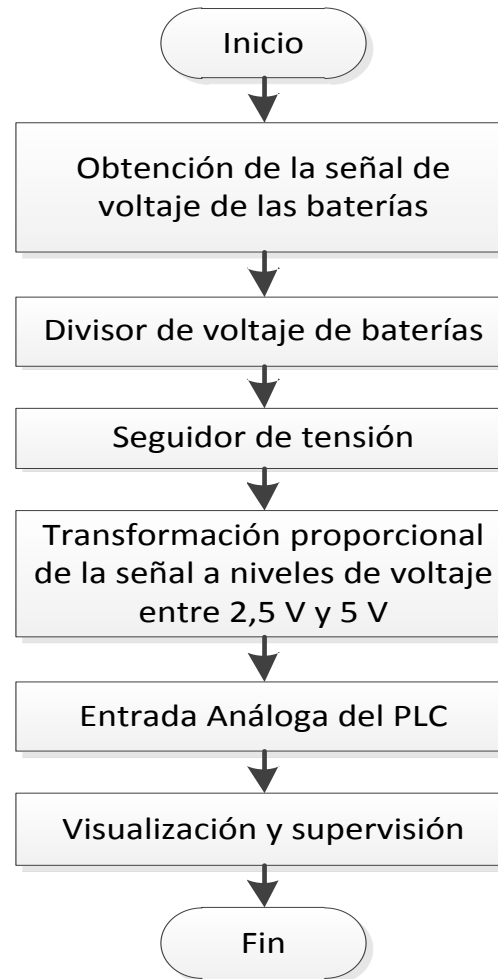 Inicio
Obtención de la señal de
voltaje de las baterías
Divisor de voltaje de baterías
Seguidor de tensión
Transformación proporcional
de la señal a niveles de voltaje
entre 2,5 V y 5 V
Entrada Análoga del PLC
Visualización y supervisión
Fin